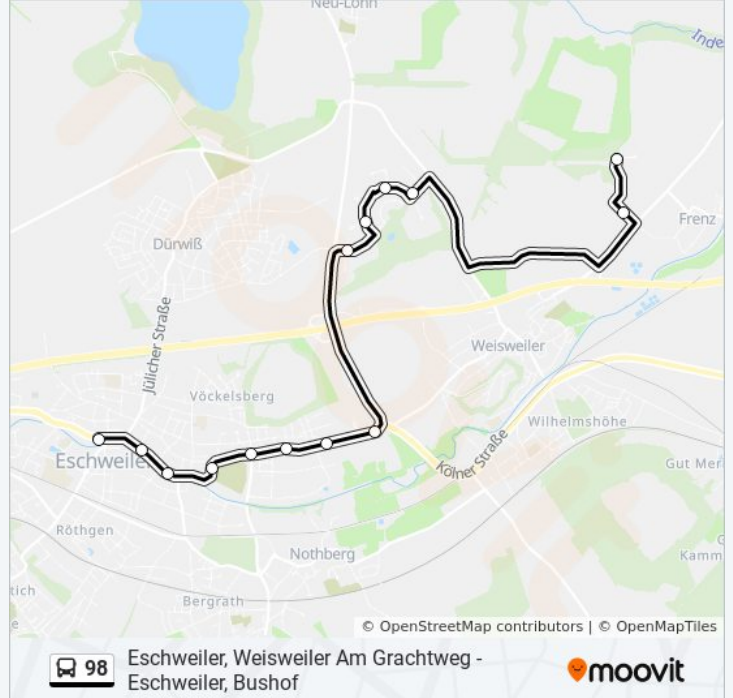 Neu-Lohn
Inde
Dürwiß
Frenz
Jülicher Straße
Weisweiler
Vöckelsberg
Wilhelmshöhe
Eschweiler
Kölner Straße
Gut Mer
Röthgen
Nothberg
Kamm
tich
Bergrath
e
© OpenStreetMap contributors | © OpenMapTiles
98
Eschweiler, Weisweiler Am Grachtweg -
Eschweiler, Bushof
moovit